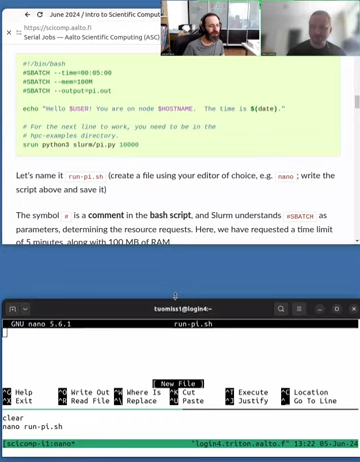 June 2024 / Intro to Scientific Comput
https://scicomp.aalto.fi
Serial Jobs — Aalto Scientific Computing (ASC)
#!/bin/bash
#SBATCH --time=00:05:00
#SBATCH --mem=100M
#SBATCH --output=pi.out
echo "Hello $USER! You are on node $HOSTNAME. The time is $(date)."
# For the next line to work, you need to be in the
# hpc-examples directory.
srun python3 slurm/pi.py 10000
Let's name it run-pi.sh (create a file using your editor of choice, e.g. nano ; write the
script above and save it)
The symbol # is a comment in the bash script, and Slurm understands #SBATCH as
parameters, determining the resource requests. Here, we have requested a time limit
of 5 minutes, along with 100 MB of RAM.
tuomiss1@login4:~
GNU nano 5.6.1 run-pi.sh
[ New File ]
^G Help ^O Write Out ^W Where Is ^K Cut ^T Execute ^C Location
^X Exit ^R Read File ^\ Replace ^U Paste ^J Justify ^_ Go To Line
clear
nano run-pi.sh
[scicomp-i1:nano* "login4.triton.aalto.f" 13:22 05-Jun-24